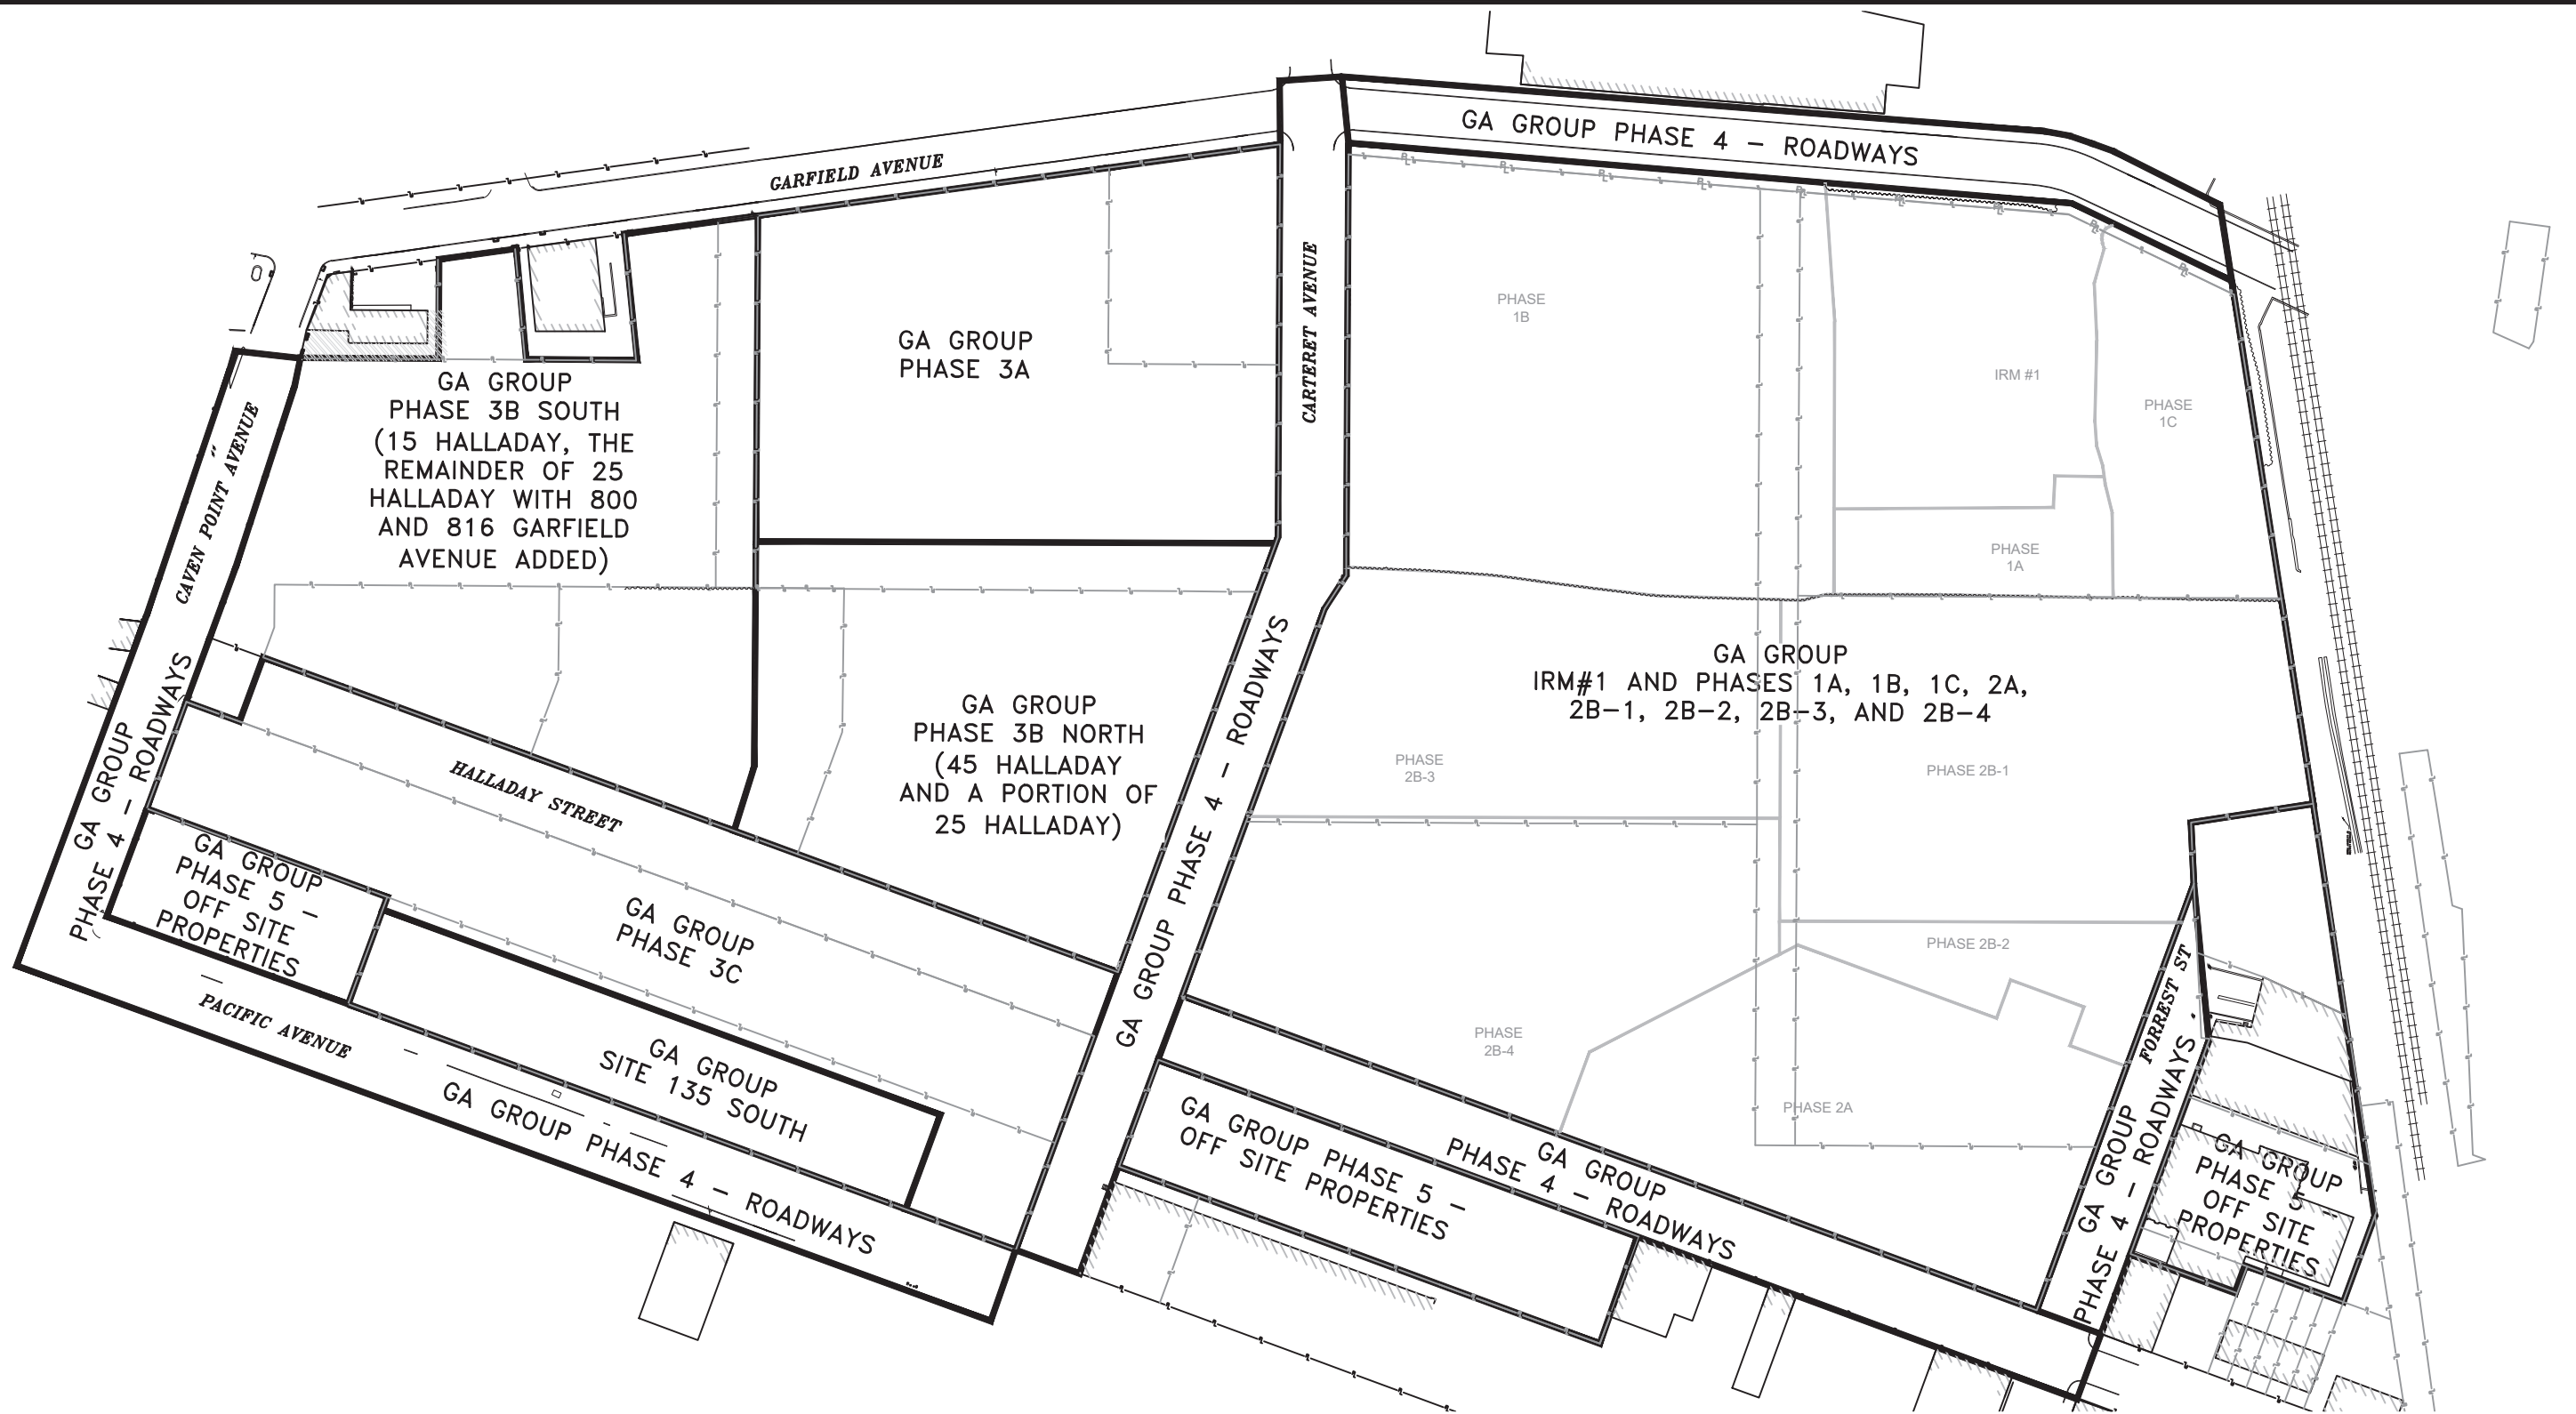 GA GROUP PHASE 4 – ROADWAYS
GARFIELD AVENUE
CARTERET AVENUE
GA GROUP
PHASE 3A
PHASE
1B
IRM #1
PHASE
1C
PHASE
1A
GA GROUP
PHASE 3B SOUTH
(15 HALLADAY, THE
REMAINDER OF 25
HALLADAY WITH 800
AND 816 GARFIELD
AVENUE ADDED)
CAVEN POINT AVENUE
GA GROUP
PHASE 4 – ROADWAYS
GA GROUP
PHASE 3B NORTH
(45 HALLADAY
AND A PORTION OF
25 HALLADAY)
GA GROUP PHASE 4 – ROADWAYS
GA GROUP
IRM#1 AND PHASES 1A, 1B, 1C, 2A,
2B–1, 2B–2, 2B–3, AND 2B–4
PHASE
2B-3
PHASE 2B-1
PHASE 2B-2
PHASE
2B-4
PHASE 2A
HALLADAY STREET
GA GROUP
PHASE 5 –
OFF SITE
PROPERTIES
GA GROUP
PHASE 3C
PACIFIC AVENUE
GA GROUP
SITE 135 SOUTH
GA GROUP PHASE 4 – ROADWAYS
GA GROUP PHASE 5 –
OFF SITE PROPERTIES
GA GROUP
PHASE 4 – ROADWAYS
FORREST ST
GA GROUP
PHASE 4 – ROADWAYS
GA GROUP
PHASE 5 –
OFF SITE
PROPERTIES